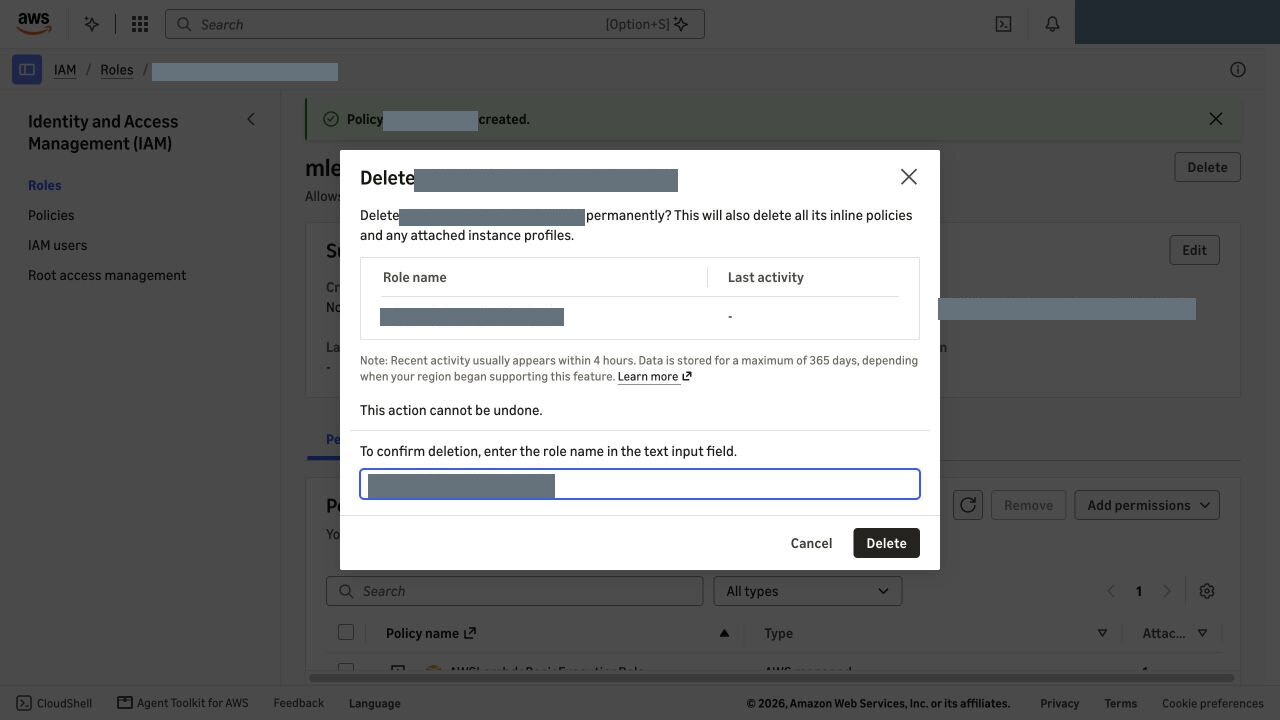 aws
Search [Option+S]
IAM / Roles /
Identity and Access Management (IAM)
Roles
Policies
IAM users
Root access management
Policy created.
Delete
Allows
Edit
Delete
Delete permanently? This will also delete all its inline policies
and any attached instance profiles.
Role name Last activity
-
Note: Recent activity usually appears within 4 hours. Data is stored for a maximum of 365 days, depending
when your region began supporting this feature. Learn more
This action cannot be undone.
To confirm deletion, enter the role name in the text input field.
Cancel Delete
Remove Add permissions
Search All types 1
Policy name Type Attac...
AWSLambdaBasicExecutionRole AWS managed 1
CloudShell Agent Toolkit for AWS Feedback Language © 2026, Amazon Web Services, Inc. or its affiliates. Privacy Terms Cookie preferences